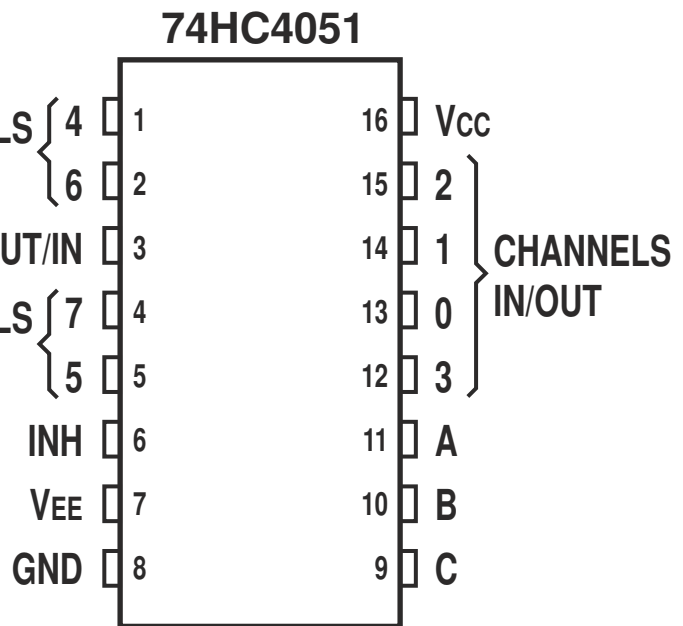 74HC4051
LS 4 1 16 VCC
6 2 15 2
UT/IN 3 14 1 CHANNELS
LS 7 4 13 0 IN/OUT
5 5 12 3
INH 6 11 A
VEE 7 10 B
GND 8 9 C